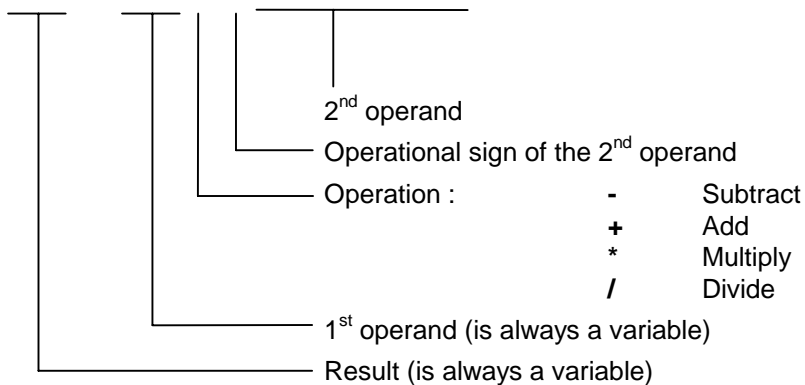 2nd operand
Operational sign of the 2nd operand
Operation : - Subtract
+ Add
* Multiply
/ Divide
1st operand (is always a variable)
Result (is always a variable)